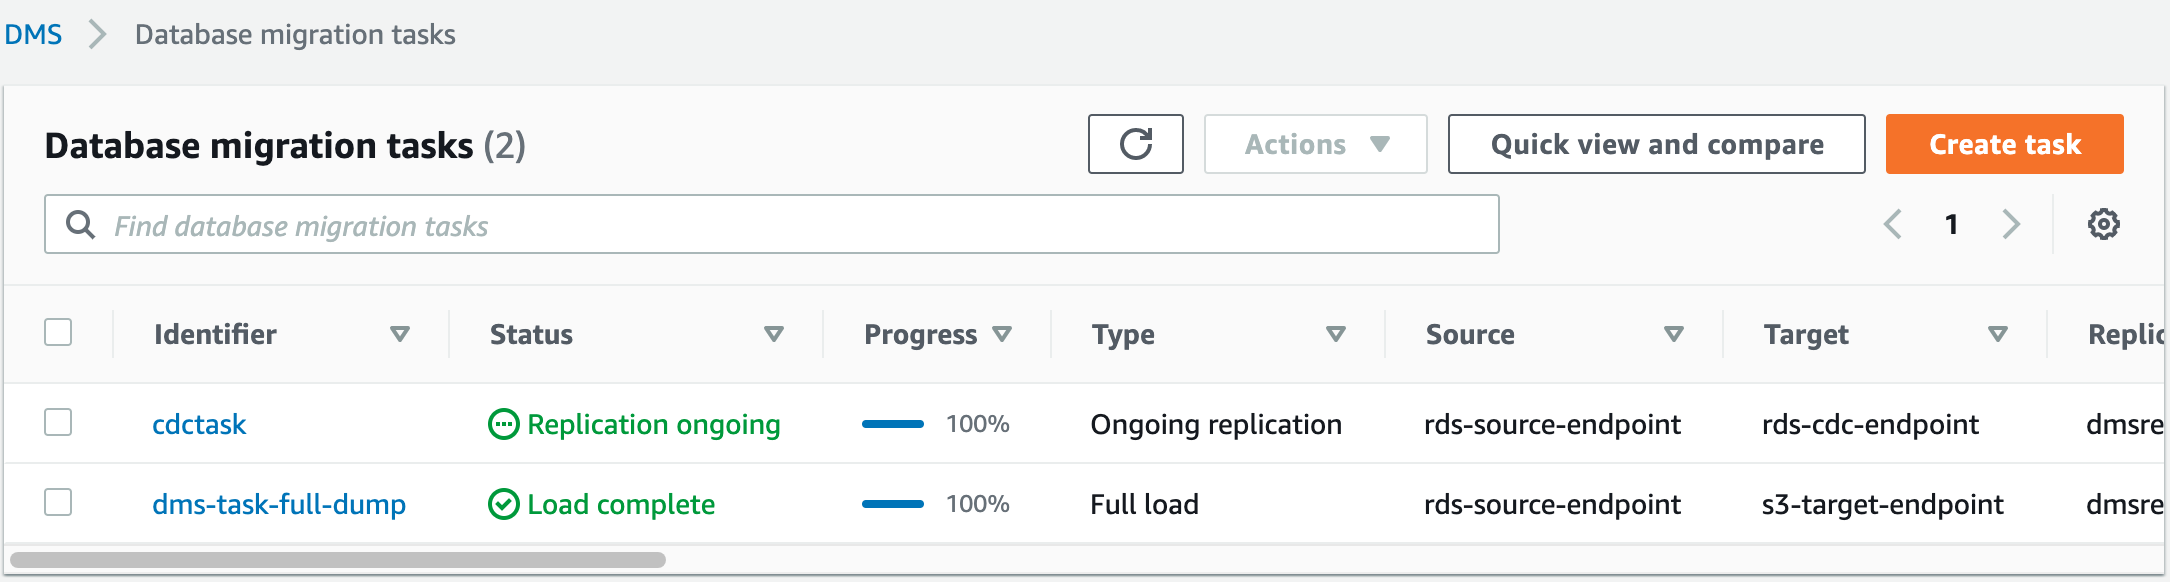 DMS > Database migration tasks
Database migration tasks (2)
Actions
Quick view and compare
Create task
Find database migration tasks
1
Identifier Status Progress Type Source Target Replic
cdctask Replication ongoing 100% Ongoing replication rds-source-endpoint rds-cdc-endpoint dmsre
dms-task-full-dump Load complete 100% Full load rds-source-endpoint s3-target-endpoint dmsre